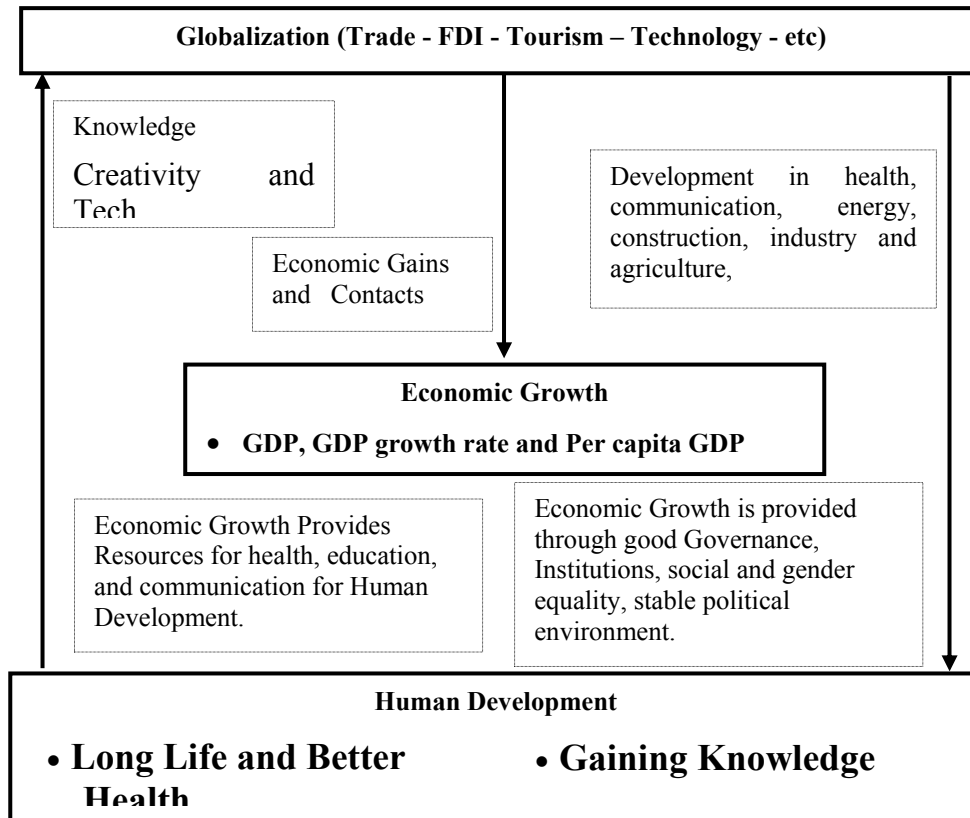 Globalization (Trade - FDI - Tourism – Technology - etc)
Knowledge
Creativity and
Tech
Development in health,
communication, energy,
construction, industry and
agriculture,
Economic Gains
and Contacts
Economic Growth
• GDP, GDP growth rate and Per capita GDP
Economic Growth Provides
Resources for health, education,
and communication for Human
Development.
Economic Growth is provided
through good Governance,
Institutions, social and gender
equality, stable political
environment.
Human Development
• Long Life and Better
Health
• Gaining Knowledge